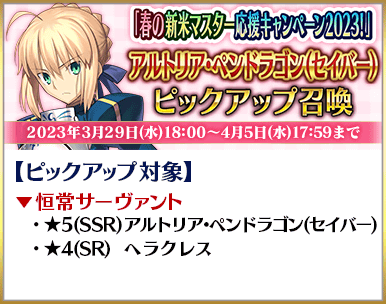 「春の新米マスター応援キャンペーン2023!」
アルトリア・ペンドラゴン(セイバー)
ピックアップ召喚
2023年3月29日(水)18:00～4月5日(水)17:59まで
【ピックアップ対象】
▼恒常サーヴァント
・★5(SSR)アルトリア・ペンドラゴン(セイバー)
・★4(SR) ヘラクレス